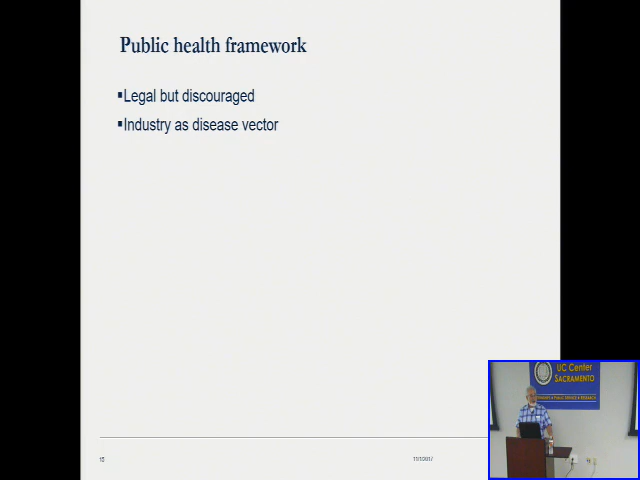 Public health framework
▪Legal but discouraged
▪Industry as disease vector
UC Center
SACRAMENTO